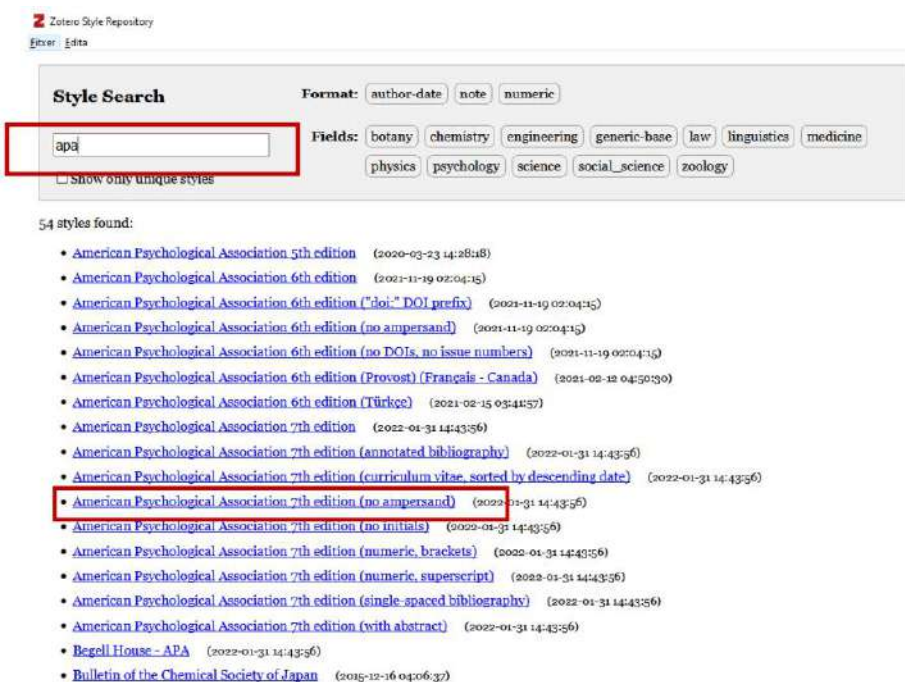 Z Zotero Style Repository
Fitxer Edita
Style Search
Format: author-date note numeric
apa
Fields: botany chemistry engineering generic-base law linguistics medicine
physics psychology science social_science zoology
Show only unique styles
54 styles found:
• American Psychological Association 5th edition (2020-03-23 14:28:18)
• American Psychological Association 6th edition (2021-11-19 02:04:15)
• American Psychological Association 6th edition ("doi:" DOI prefix) (2021-11-19 02:04:15)
• American Psychological Association 6th edition (no ampersand) (2021-11-19 02:04:15)
• American Psychological Association 6th edition (no DOIs, no issue numbers) (2021-11-19 02:04:15)
• American Psychological Association 6th edition (Provost) (Français - Canada) (2021-02-12 04:50:30)
• American Psychological Association 6th edition (Türkçe) (2021-02-15 03:41:57)
• American Psychological Association 7th edition (2022-01-31 14:43:56)
• American Psychological Association 7th edition (annotated bibliography) (2022-01-31 14:43:56)
• American Psychological Association 7th edition (curriculum vitae, sorted by descending date) (2022-01-31 14:43:56)
• American Psychological Association 7th edition (no ampersand) (2022-01-31 14:43:56)
• American Psychological Association 7th edition (no initials) (2022-01-31 14:43:56)
• American Psychological Association 7th edition (numeric, brackets) (2022-01-31 14:43:56)
• American Psychological Association 7th edition (numeric, superscript) (2022-01-31 14:43:56)
• American Psychological Association 7th edition (single-spaced bibliography) (2022-01-31 14:43:56)
• American Psychological Association 7th edition (with abstract) (2022-01-31 14:43:56)
• Begell House - APA (2022-01-31 14:43:56)
• Bulletin of the Chemical Society of Japan (2015-12-16 04:06:37)